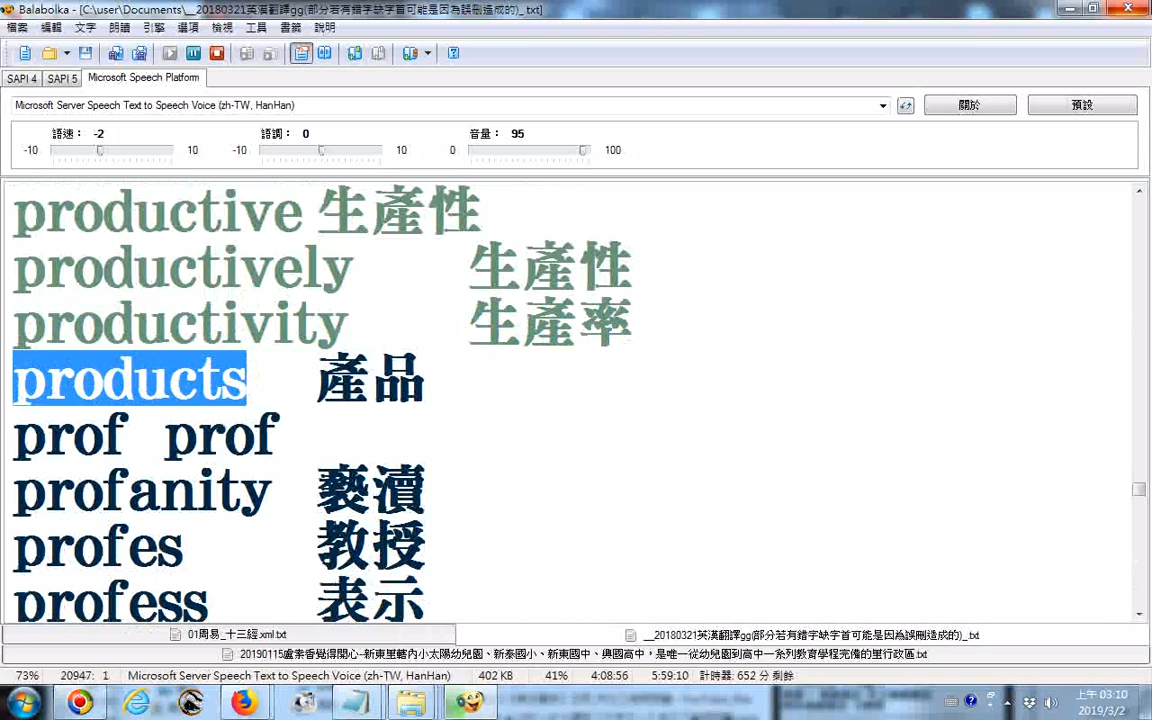 Balabolka - [C:\user\Documents\__20180321英漢翻譯gg(部分若有錯字缺字首可能是因為誤刪造成的)_.txt]
檔案 編輯 文字 朗讀 引擎 選項 檢視 工具 書籤 說明
SAPI 4 SAPI 5 Microsoft Speech Platform
Microsoft Server Speech Text to Speech Voice (zh-TW, HanHan) 關於 預設
語速： -2 語調： 0 音量： 95
-10 10 -10 10 0 100
productive 生產性
productively 生產性
productivity 生產率
products 產品
prof prof
profanity 褻瀆
profes 教授
profess 表示
01周易_十三經.xml.txt __20180321英漢翻譯gg(部分若有錯字缺字首可能是因為誤刪造成的)_.txt
20190115盧素香覺得開心-新東里轄內小太陽幼兒園、新泰國小、新東國中、興國高中，是唯一從幼兒園到高中一系列教育學程完備的里行政區.txt
73% 20947: 1 Microsoft Server Speech Text to Speech Voice (zh-TW, HanHan) 402 KB 41% 4:08:56 5:59:10 計時器: 652 分 剩餘
上午 03:10
2019/3/2